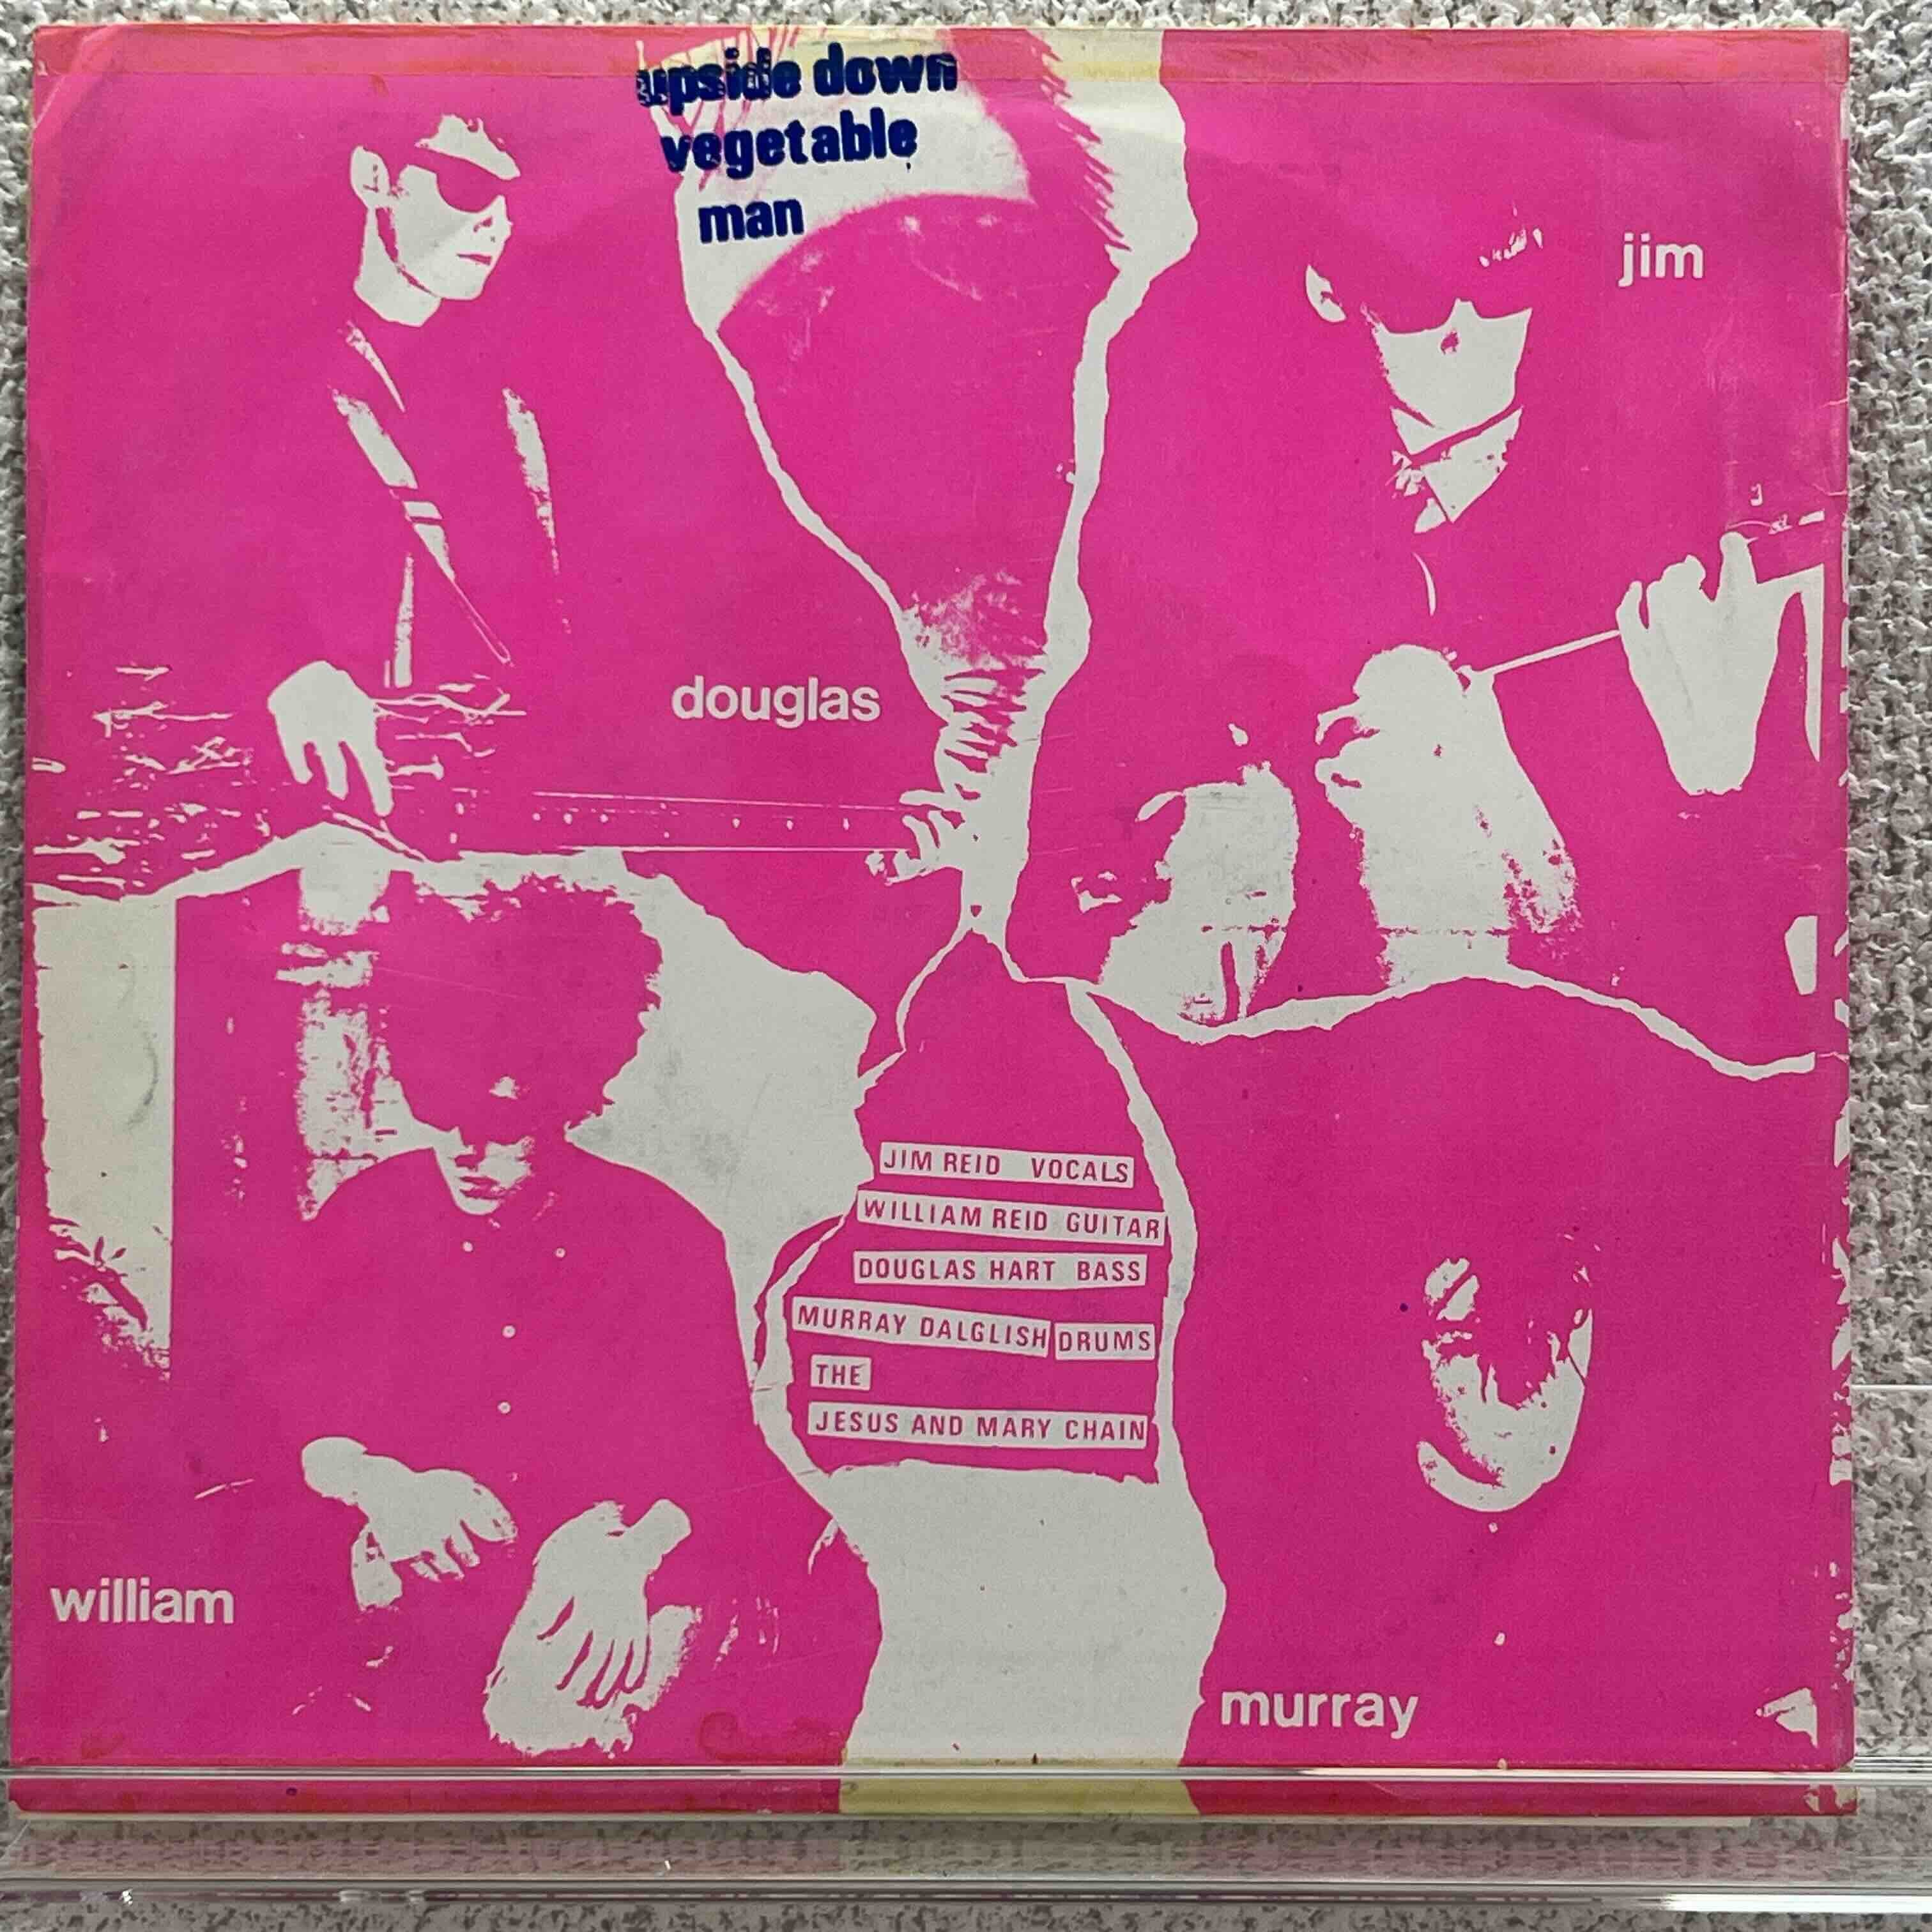 upside down
vegetable
man
jim
douglas
JIM REID VOCALS
WILLIAM REID GUITAR
DOUGLAS HART BASS
MURRAY DALGLISH DRUMS
THE
JESUS AND MARY CHAIN
william
murray